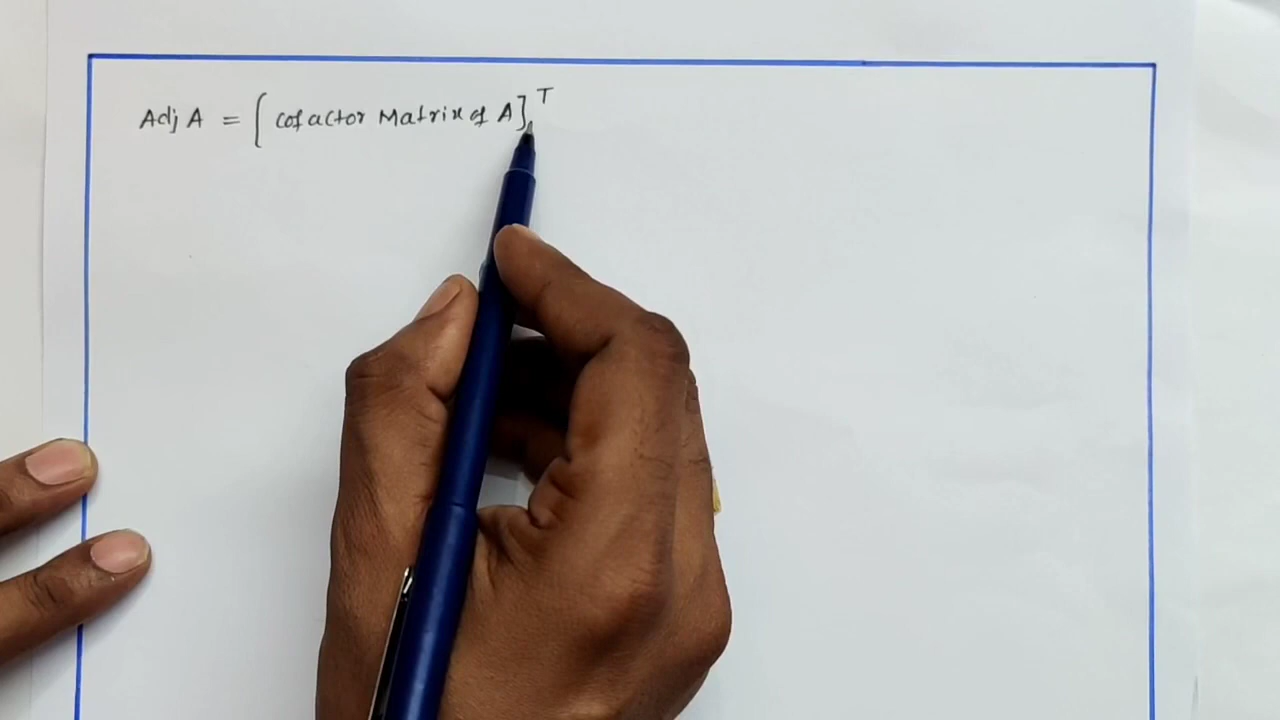 Adj A = [cofactor Matrix of A]^T